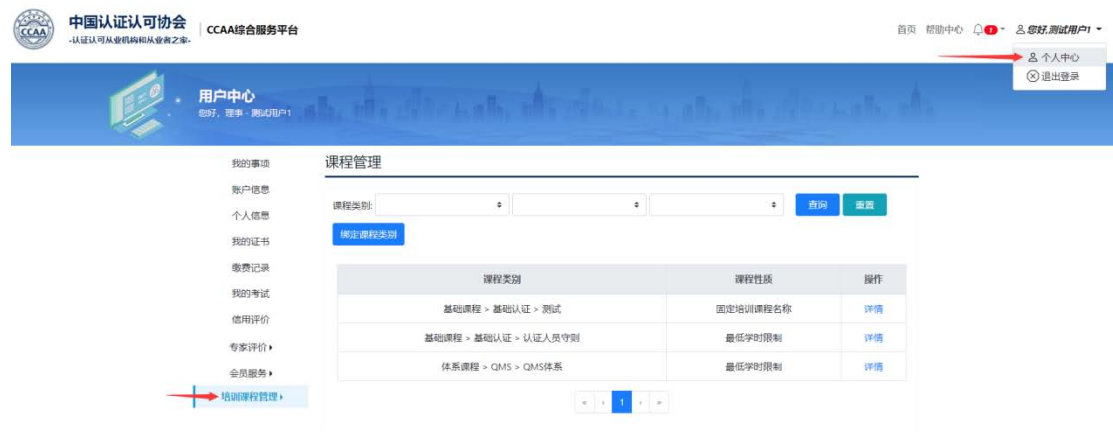 中国认证认可协会
-认证认可从业机构和从业者之家-
CCAA
CCAA综合服务平台
首页 帮助中心 1 您好,测试用户1
个人中心
退出登录
用户中心
您好，理事 - 测试用户1
我的事项
账户信息
个人信息
我的证书
缴费记录
我的考试
信用评价
专家评价
会员服务
培训课程管理
课程管理
课程类别: 查询 重置
绑定课程类别
课程类别 课程性质 操作
基础课程 > 基础认证 > 测试 固定培训课程名称 详情
基础课程 > 基础认证 > 认证人员守则 最低学时限制 详情
体系课程 > QMS > QMS体系 最低学时限制 详情
« ‹ 1 › »